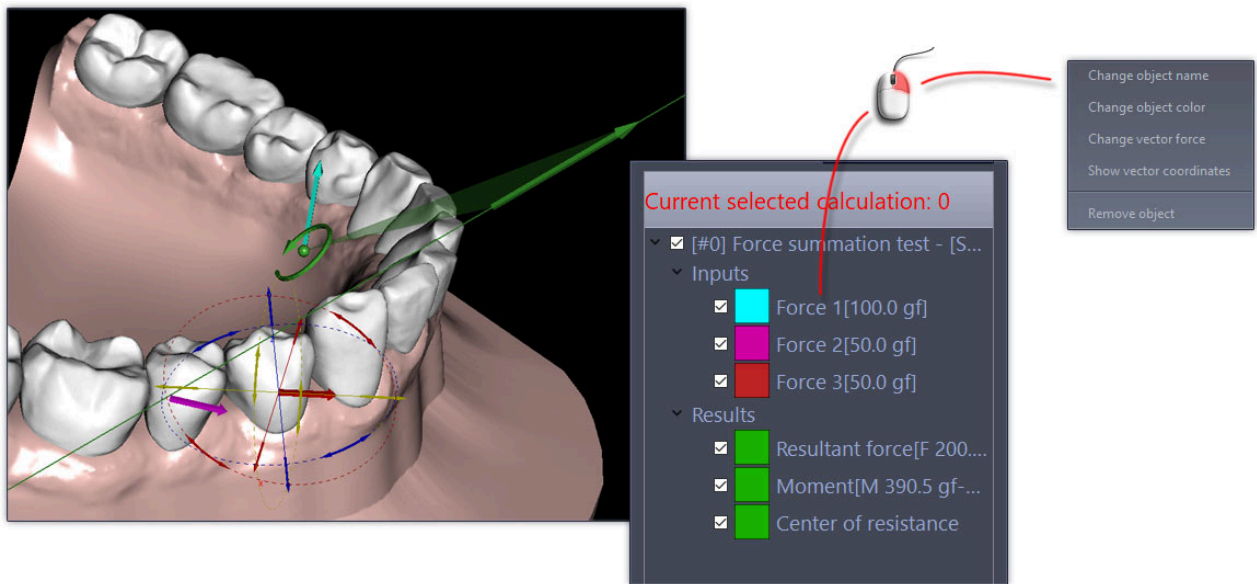 Change object name
Change object color
Change vector force
Show vector coordinates
Remove object
Current selected calculation: 0
[#0] Force summation test - [S...
Inputs
Force 1[100.0 gf]
Force 2[50.0 gf]
Force 3[50.0 gf]
Results
Resultant force[F 200....
Moment[M 390.5 gf-...
Center of resistance